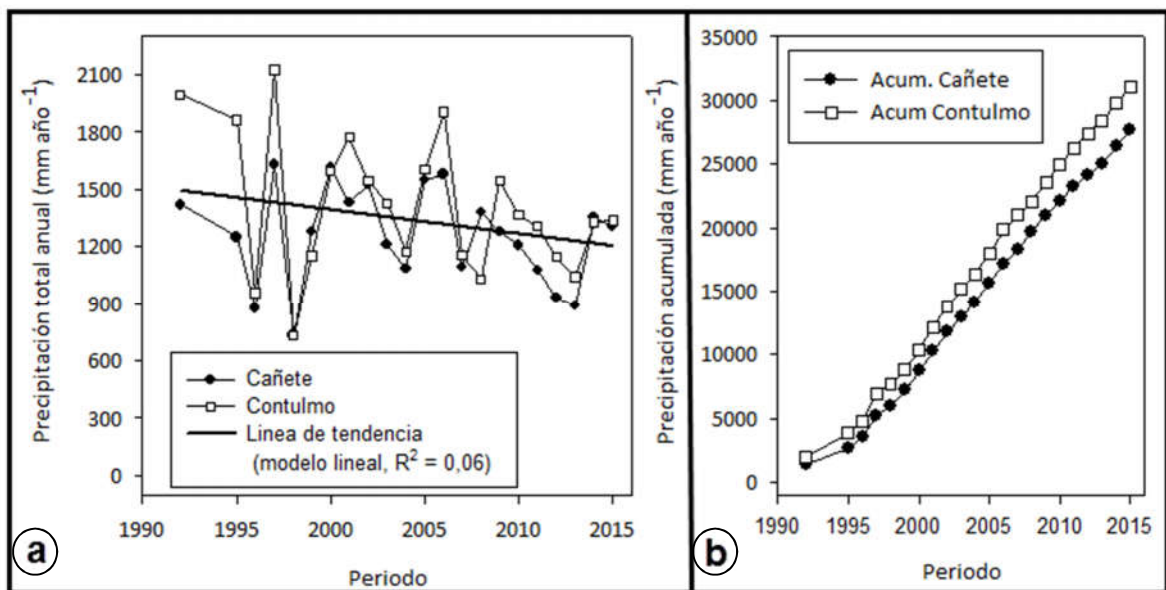 Precipitación total anual (mm año⁻¹)
2100
1800
1500
1200
900
600
300
0
Cañete
Contulmo
Linea de tendencia
(modelo lineal, R² = 0,06)
1990 1995 2000 2005 2010 2015
Periodo
a
Precipitación acumulada (mm año⁻¹)
35000
30000
25000
20000
15000
10000
5000
0
Acum. Cañete
Acum Contulmo
1990 1995 2000 2005 2010 2015
Periodo
b